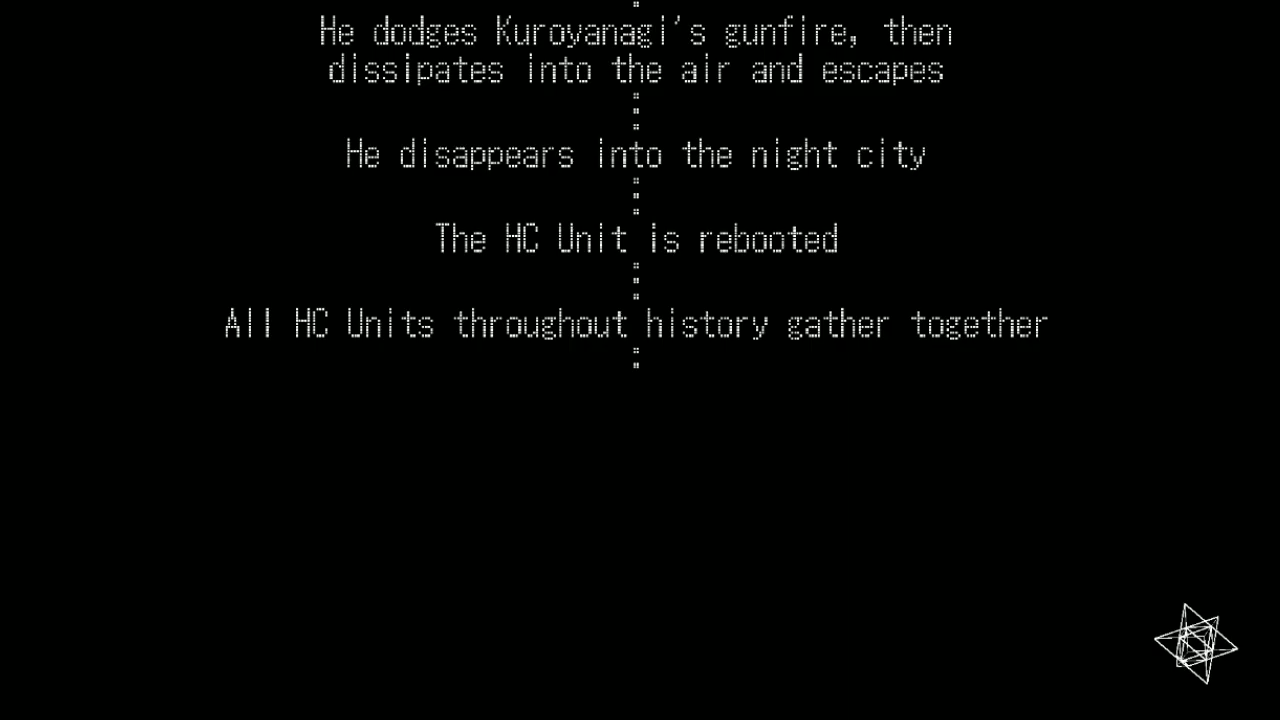 He dodges Kuroyanagi's gunfire, then
dissipates into the air and escapes
He disappears into the night city
The HC Unit is rebooted
All HC Units throughout history gather together